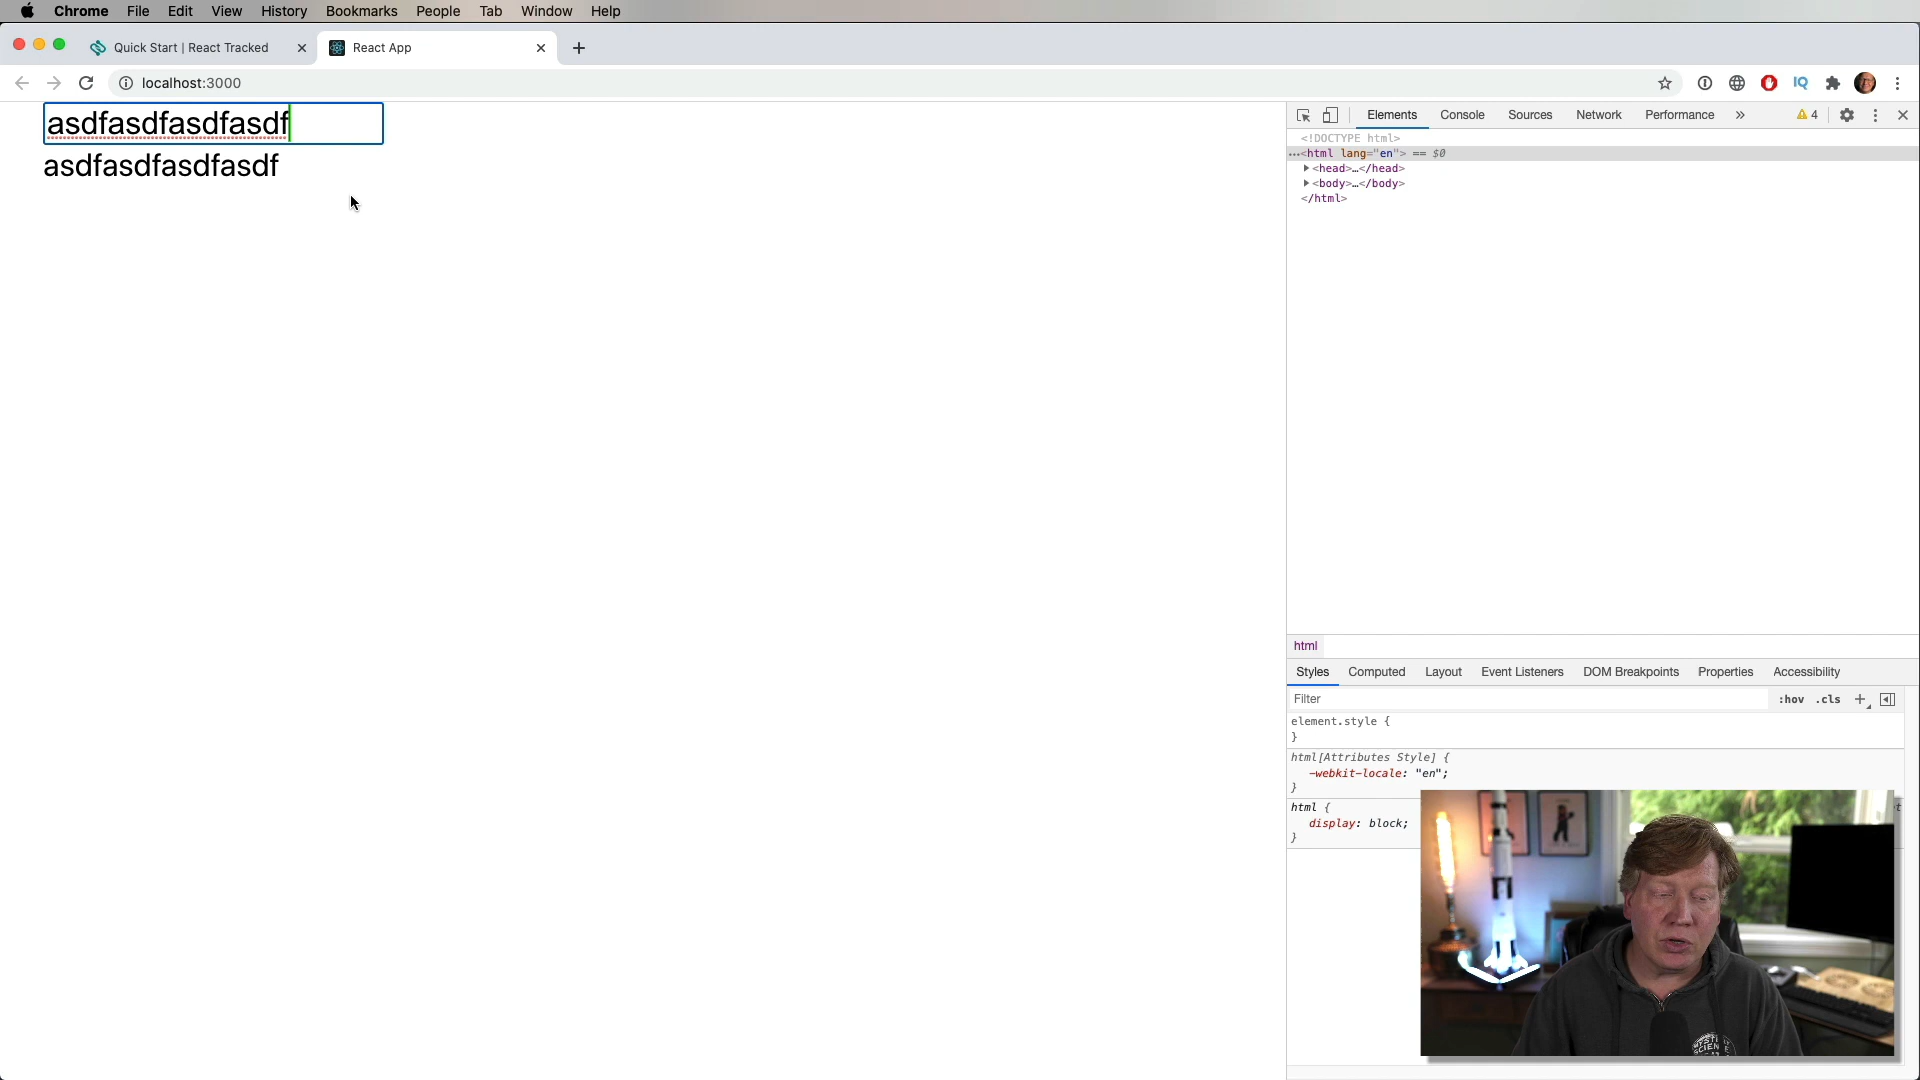 Chrome File Edit View History Bookmarks People Tab Window Help
Quick Start | React Tracked
React App
localhost:3000
IQ
asdfasdfasdfasdf
asdfasdfasdfasdf
Elements Console Sources Network Performance » 4
<!DOCTYPE html>
…<html lang="en"> == $0
<head>…</head>
<body>…</body>
</html>
html
Styles Computed Layout Event Listeners DOM Breakpoints Properties Accessibility
Filter :hov .cls +
element.style {
}
html[Attributes Style] {
-webkit-locale: "en";
}
html {
display: block;
}